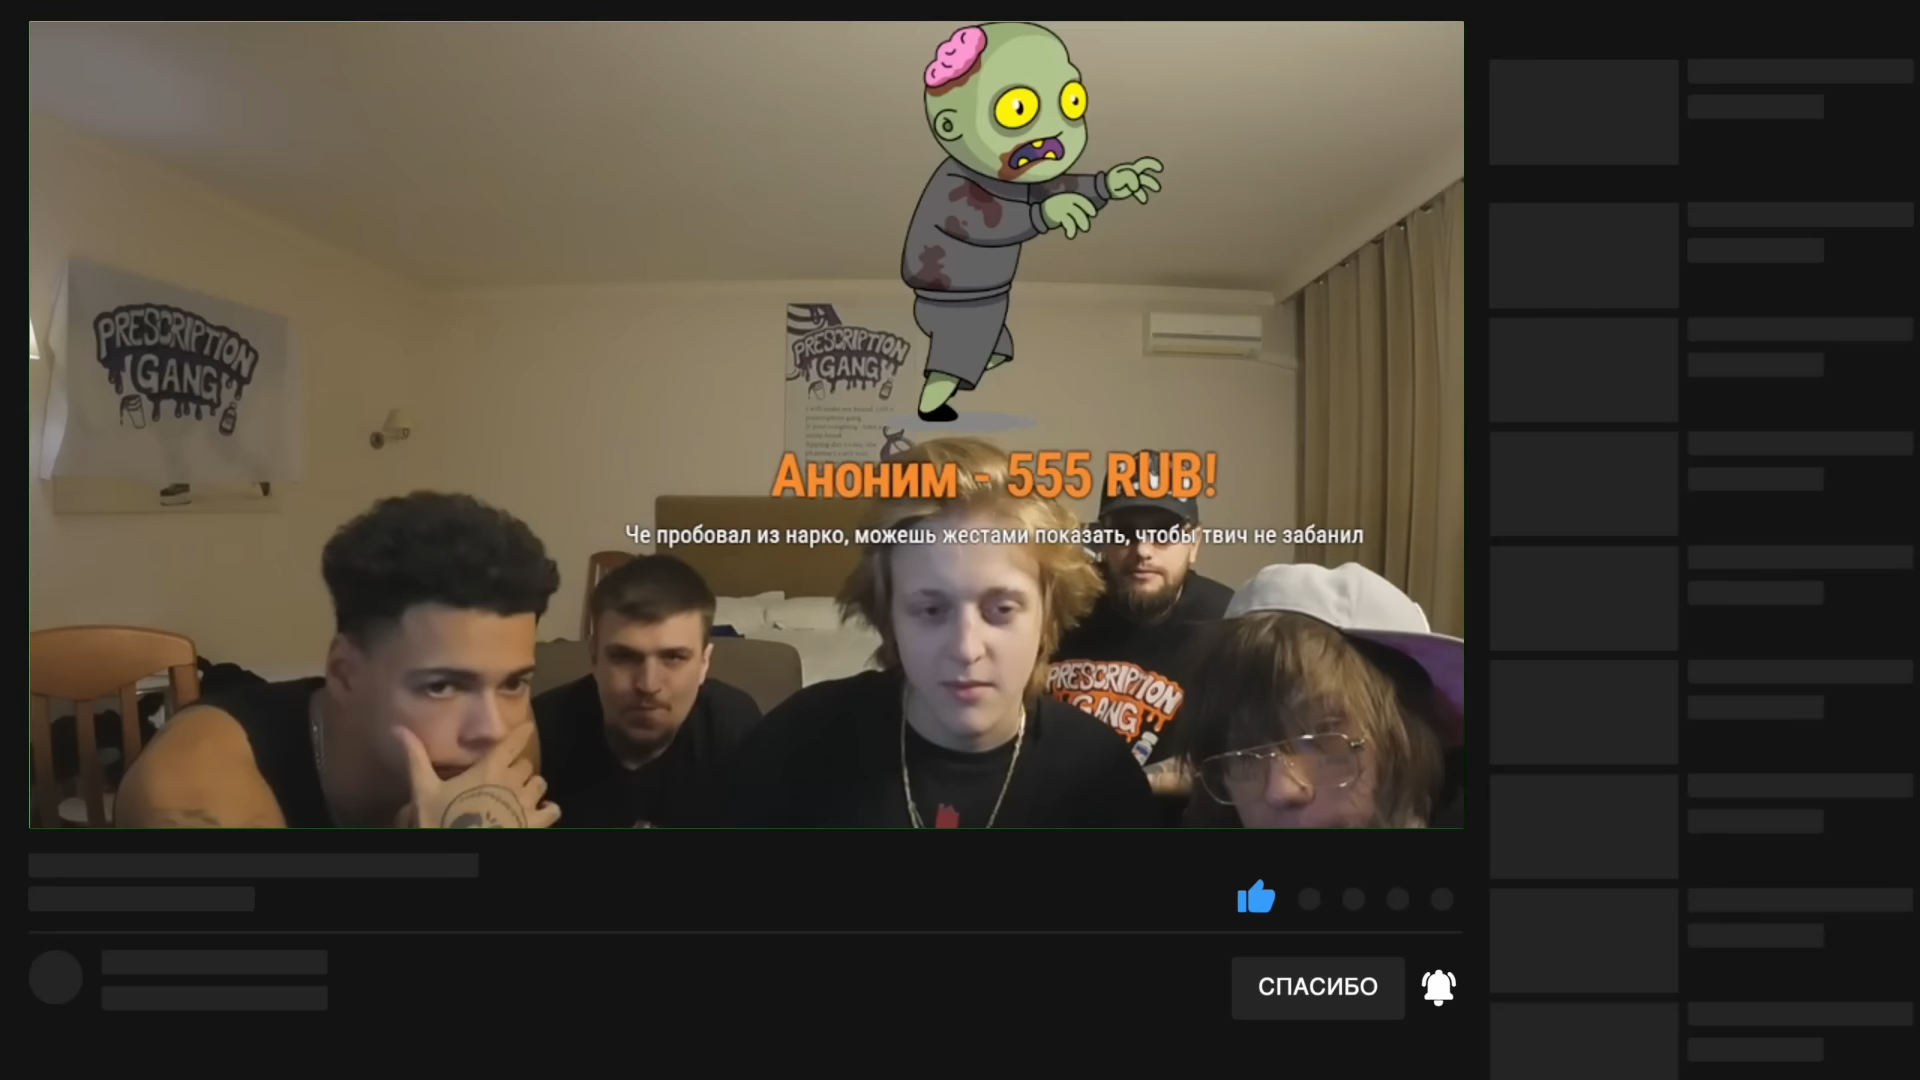 PRESCRIPTION
GANG
PRESCRIPTION
GANG
Аноним - 555 RUB!
Че пробовал из нарко, можешь жестами показать, чтобы твич не забанил
PRESCRIPTION
GANG
СПАСИБО